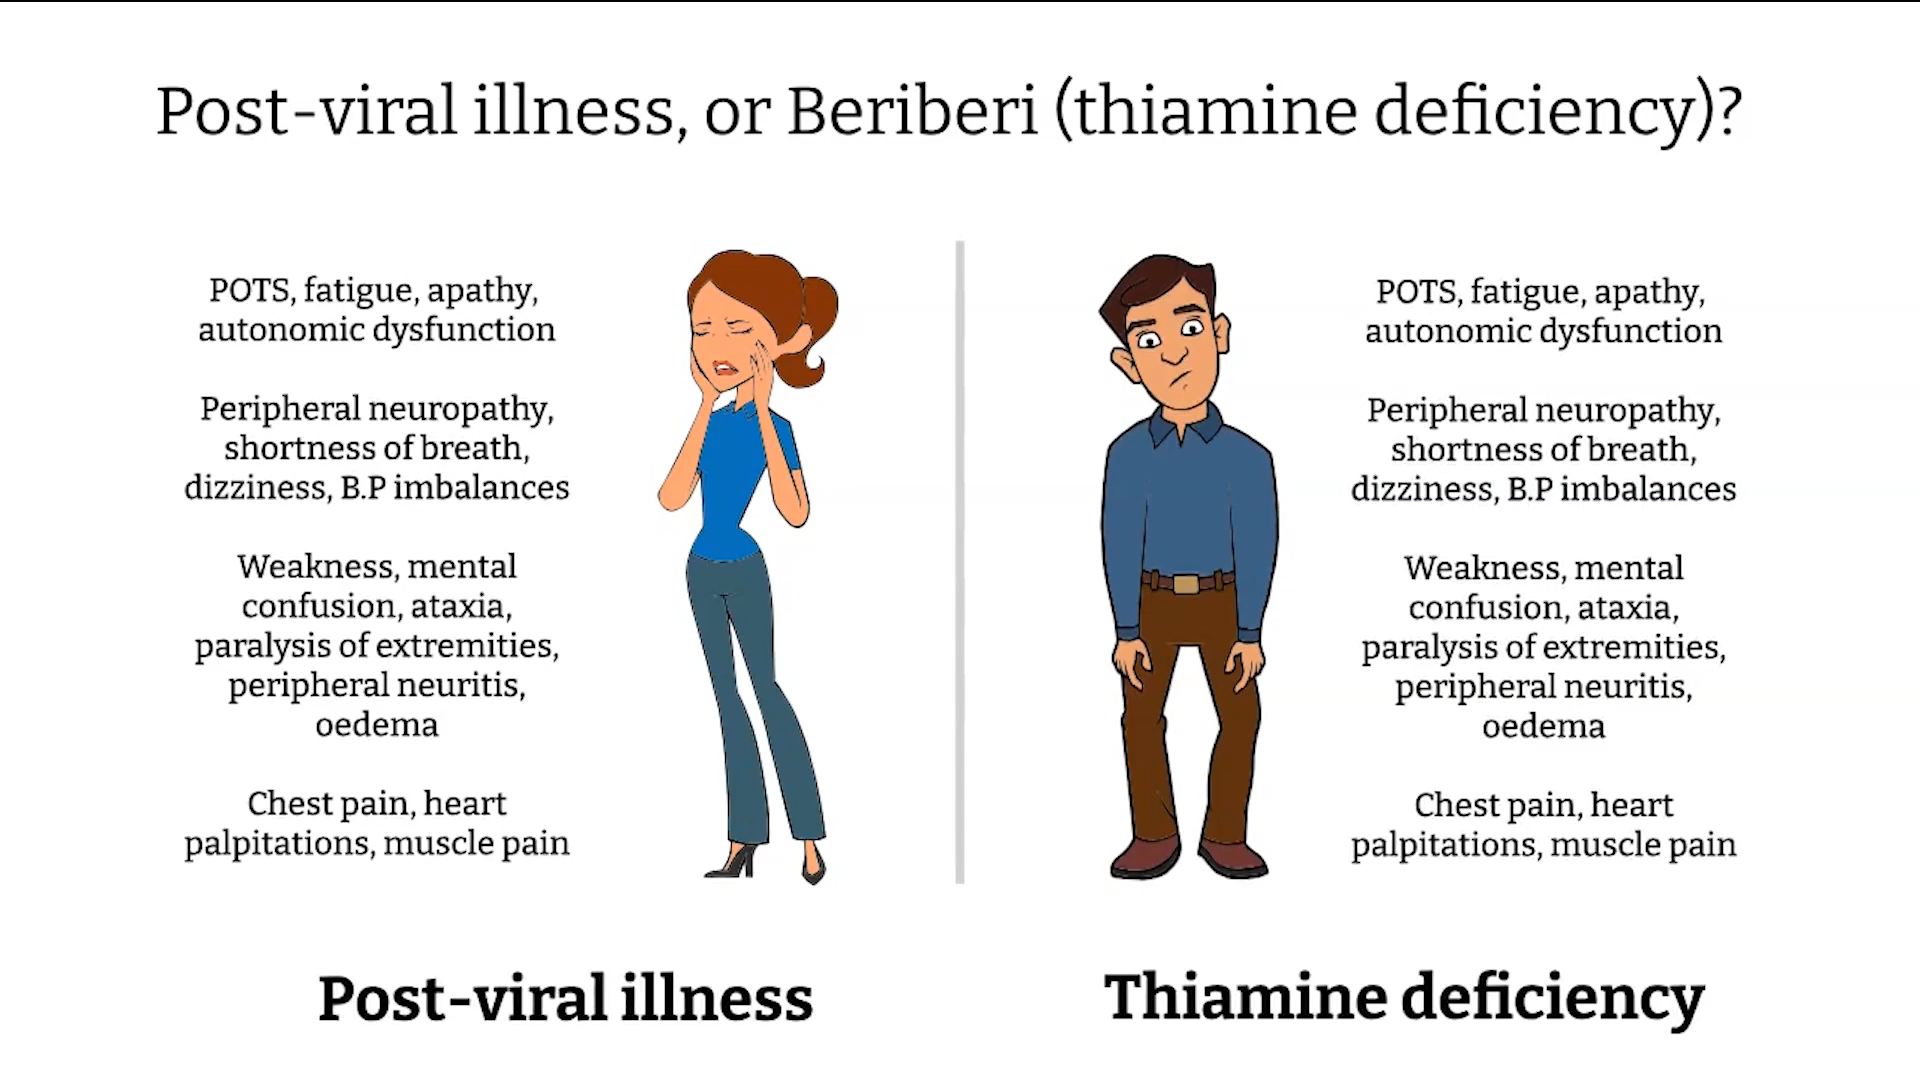 Post-viral illness, or Beriberi (thiamine deficiency)?
POTS, fatigue, apathy,
autonomic dysfunction
Peripheral neuropathy,
shortness of breath,
dizziness, B.P imbalances
Weakness, mental
confusion, ataxia,
paralysis of extremities,
peripheral neuritis,
oedema
Chest pain, heart
palpitations, muscle pain
Post-viral illness
POTS, fatigue, apathy,
autonomic dysfunction
Peripheral neuropathy,
shortness of breath,
dizziness, B.P imbalances
Weakness, mental
confusion, ataxia,
paralysis of extremities,
peripheral neuritis,
oedema
Chest pain, heart
palpitations, muscle pain
Thiamine deficiency